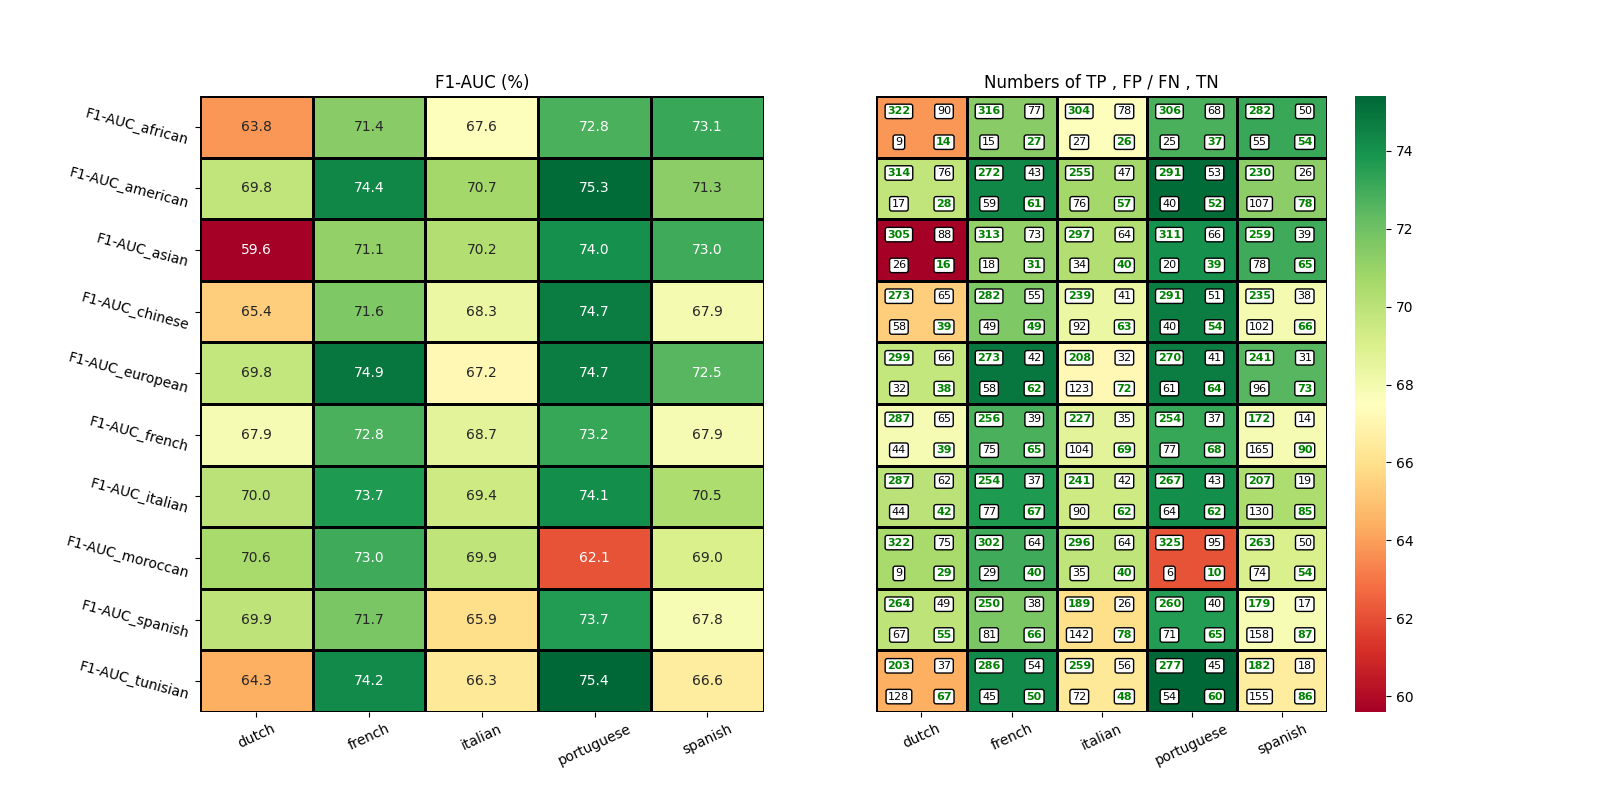 F1-AUC (%)
F1-AUC_african 63.8 71.4 67.6 72.8 73.1
F1-AUC_american 69.8 74.4 70.7 75.3 71.3
F1-AUC_asian 59.6 71.1 70.2 74.0 73.0
F1-AUC_chinese 65.4 71.6 68.3 74.7 67.9
F1-AUC_european 69.8 74.9 67.2 74.7 72.5
F1-AUC_french 67.9 72.8 68.7 73.2 67.9
F1-AUC_italian 70.0 73.7 69.4 74.1 70.5
F1-AUC_moroccan 70.6 73.0 69.9 62.1 69.0
F1-AUC_spanish 69.9 71.7 65.9 73.7 67.8
F1-AUC_tunisian 64.3 74.2 66.3 75.4 66.6
dutch french italian portuguese spanish
Numbers of TP , FP / FN , TN
322 90 316 77 304 78 306 68 282 50
9 14 15 27 27 26 25 37 55 54
314 76 272 43 255 47 291 53 230 26
17 28 59 61 76 57 40 52 107 78
305 88 313 73 297 64 311 66 259 39
26 16 18 31 34 40 20 39 78 65
273 65 282 55 239 41 291 51 235 38
58 39 49 49 92 63 40 54 102 66
299 66 273 42 208 32 270 41 241 31
32 38 58 62 123 72 61 64 96 73
287 65 256 39 227 35 254 37 172 14
44 39 75 65 104 69 77 68 165 90
287 62 254 37 241 42 267 43 207 19
44 42 77 67 90 62 64 62 130 85
322 75 302 64 296 64 325 95 263 50
9 29 29 40 35 40 6 10 74 54
264 49 250 38 189 26 260 40 179 17
67 55 81 66 142 78 71 65 158 87
203 37 286 54 259 56 277 45 182 18
128 67 45 50 72 48 54 60 155 86
dutch french italian portuguese spanish
74
72
70
68
66
64
62
60